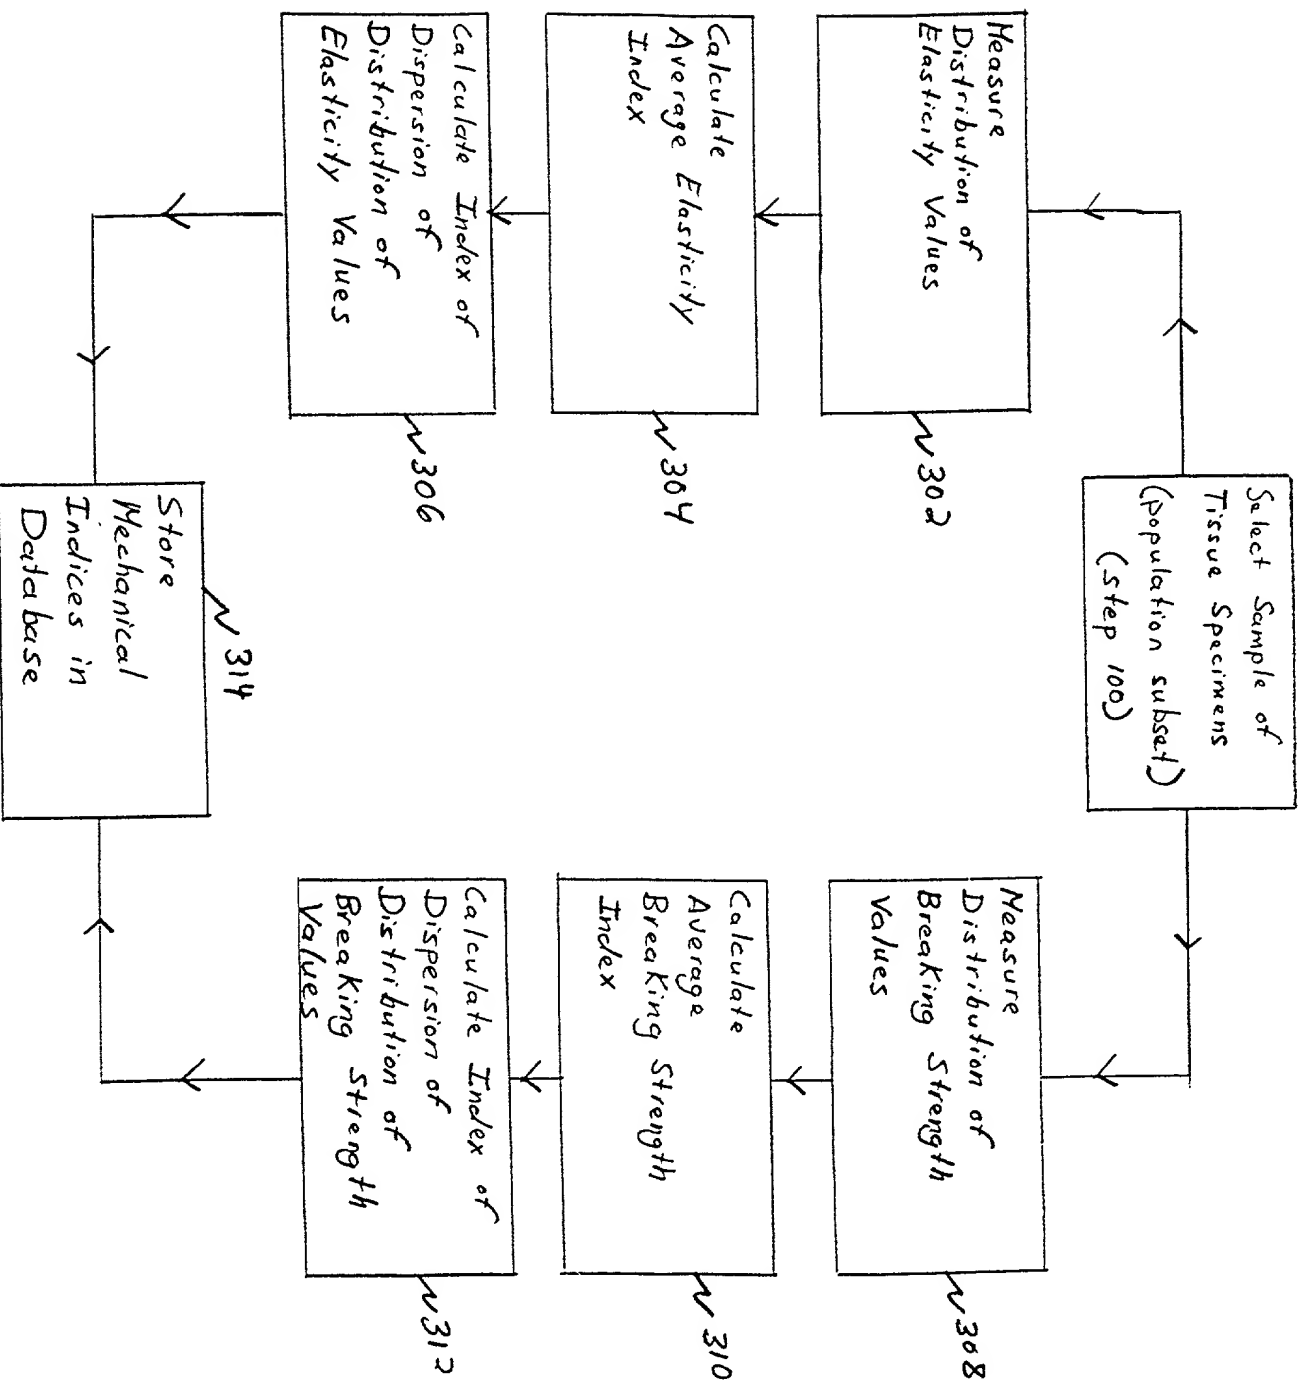 Select Sample of
Tissue Specimens
(population subset)
(step 100)
Measure
Distribution of
Elasticity Values
302
Calculate
Average Elasticity
Index
304
Calculate Index of
Dispersion of
Distribution of
Elasticity Values
306
Measure
Distribution of
Breaking Strength
Values
308
Calculate
Average
Breaking Strength
Index
310
Calculate Index of
Dispersion of
Distribution of
Breaking Strength
Values
312
Store
Mechanical
Indices in
Database
314